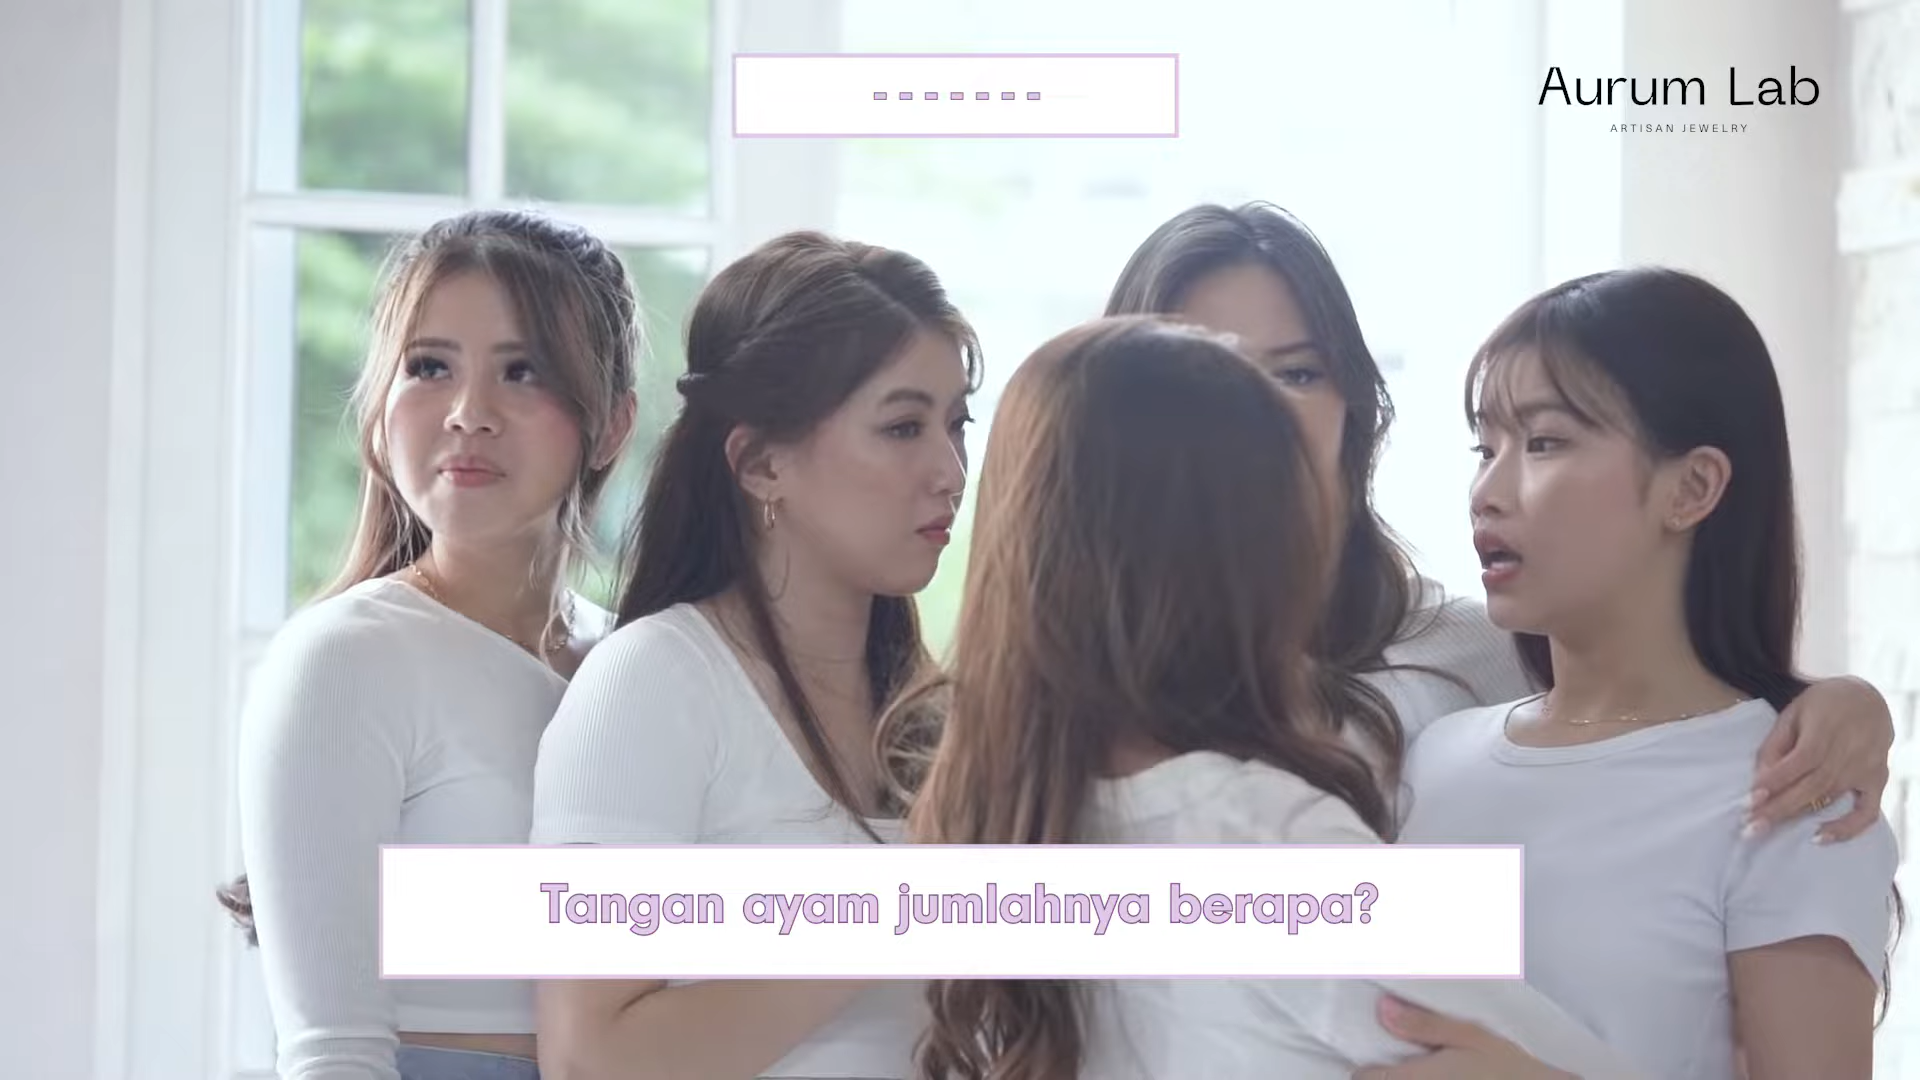 - - - - - - -
Aurum Lab
ARTISAN JEWELRY
Tangan ayam jumlahnya berapa?